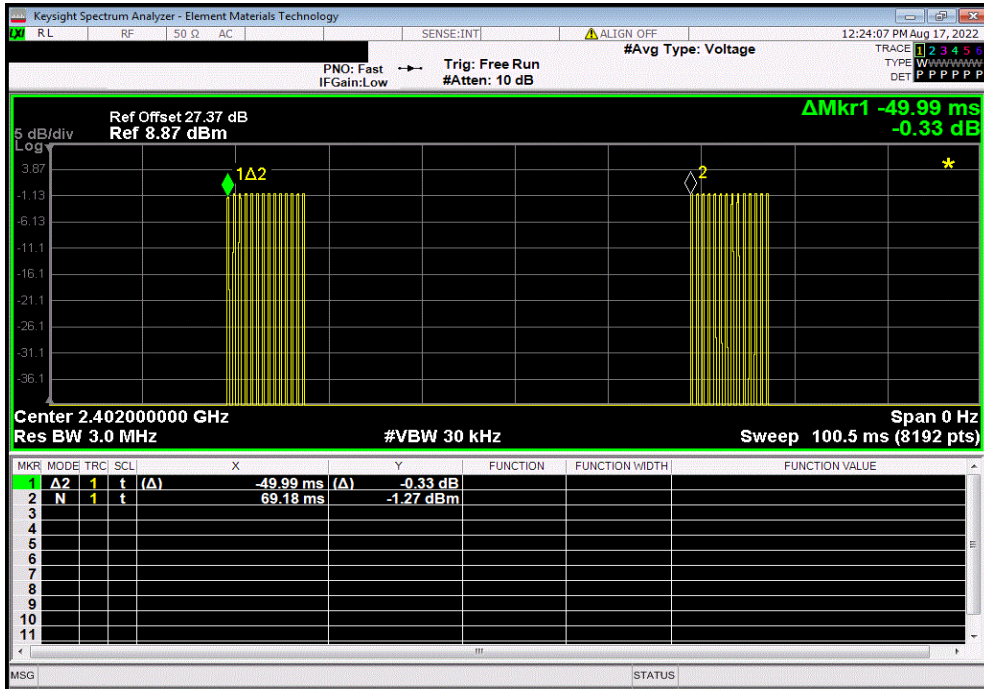 Keysight Spectrum Analyzer - Element Materials Technology
LXI RL RF 50 Ω AC SENSE:INT ALIGN OFF 12:24:07 PM Aug 17, 2022
#Avg Type: Voltage TRACE 1 2 3 4 5 6
PNO: Fast Trig: Free Run TYPE WWWWWW
IFGain:Low #Atten: 10 dB DET P P P P P P
ΔMkr1 -49.99 ms
-0.33 dB
Ref Offset 27.37 dB
5 dB/div Ref 8.87 dBm
Log
3.87
1Δ2
2
*
-1.13
-6.13
-11.1
-16.1
-21.1
-26.1
-31.1
-36.1
Center 2.402000000 GHz Span 0 Hz
Res BW 3.0 MHz #VBW 30 kHz Sweep 100.5 ms (8192 pts)
MKR MODE TRC SCL X Y FUNCTION FUNCTION WIDTH FUNCTION VALUE
1 Δ2 1 t (Δ) -49.99 ms (Δ) -0.33 dB
2 N 1 t 69.18 ms -1.27 dBm
3
4
5
6
7
8
9
10
11
MSG STATUS